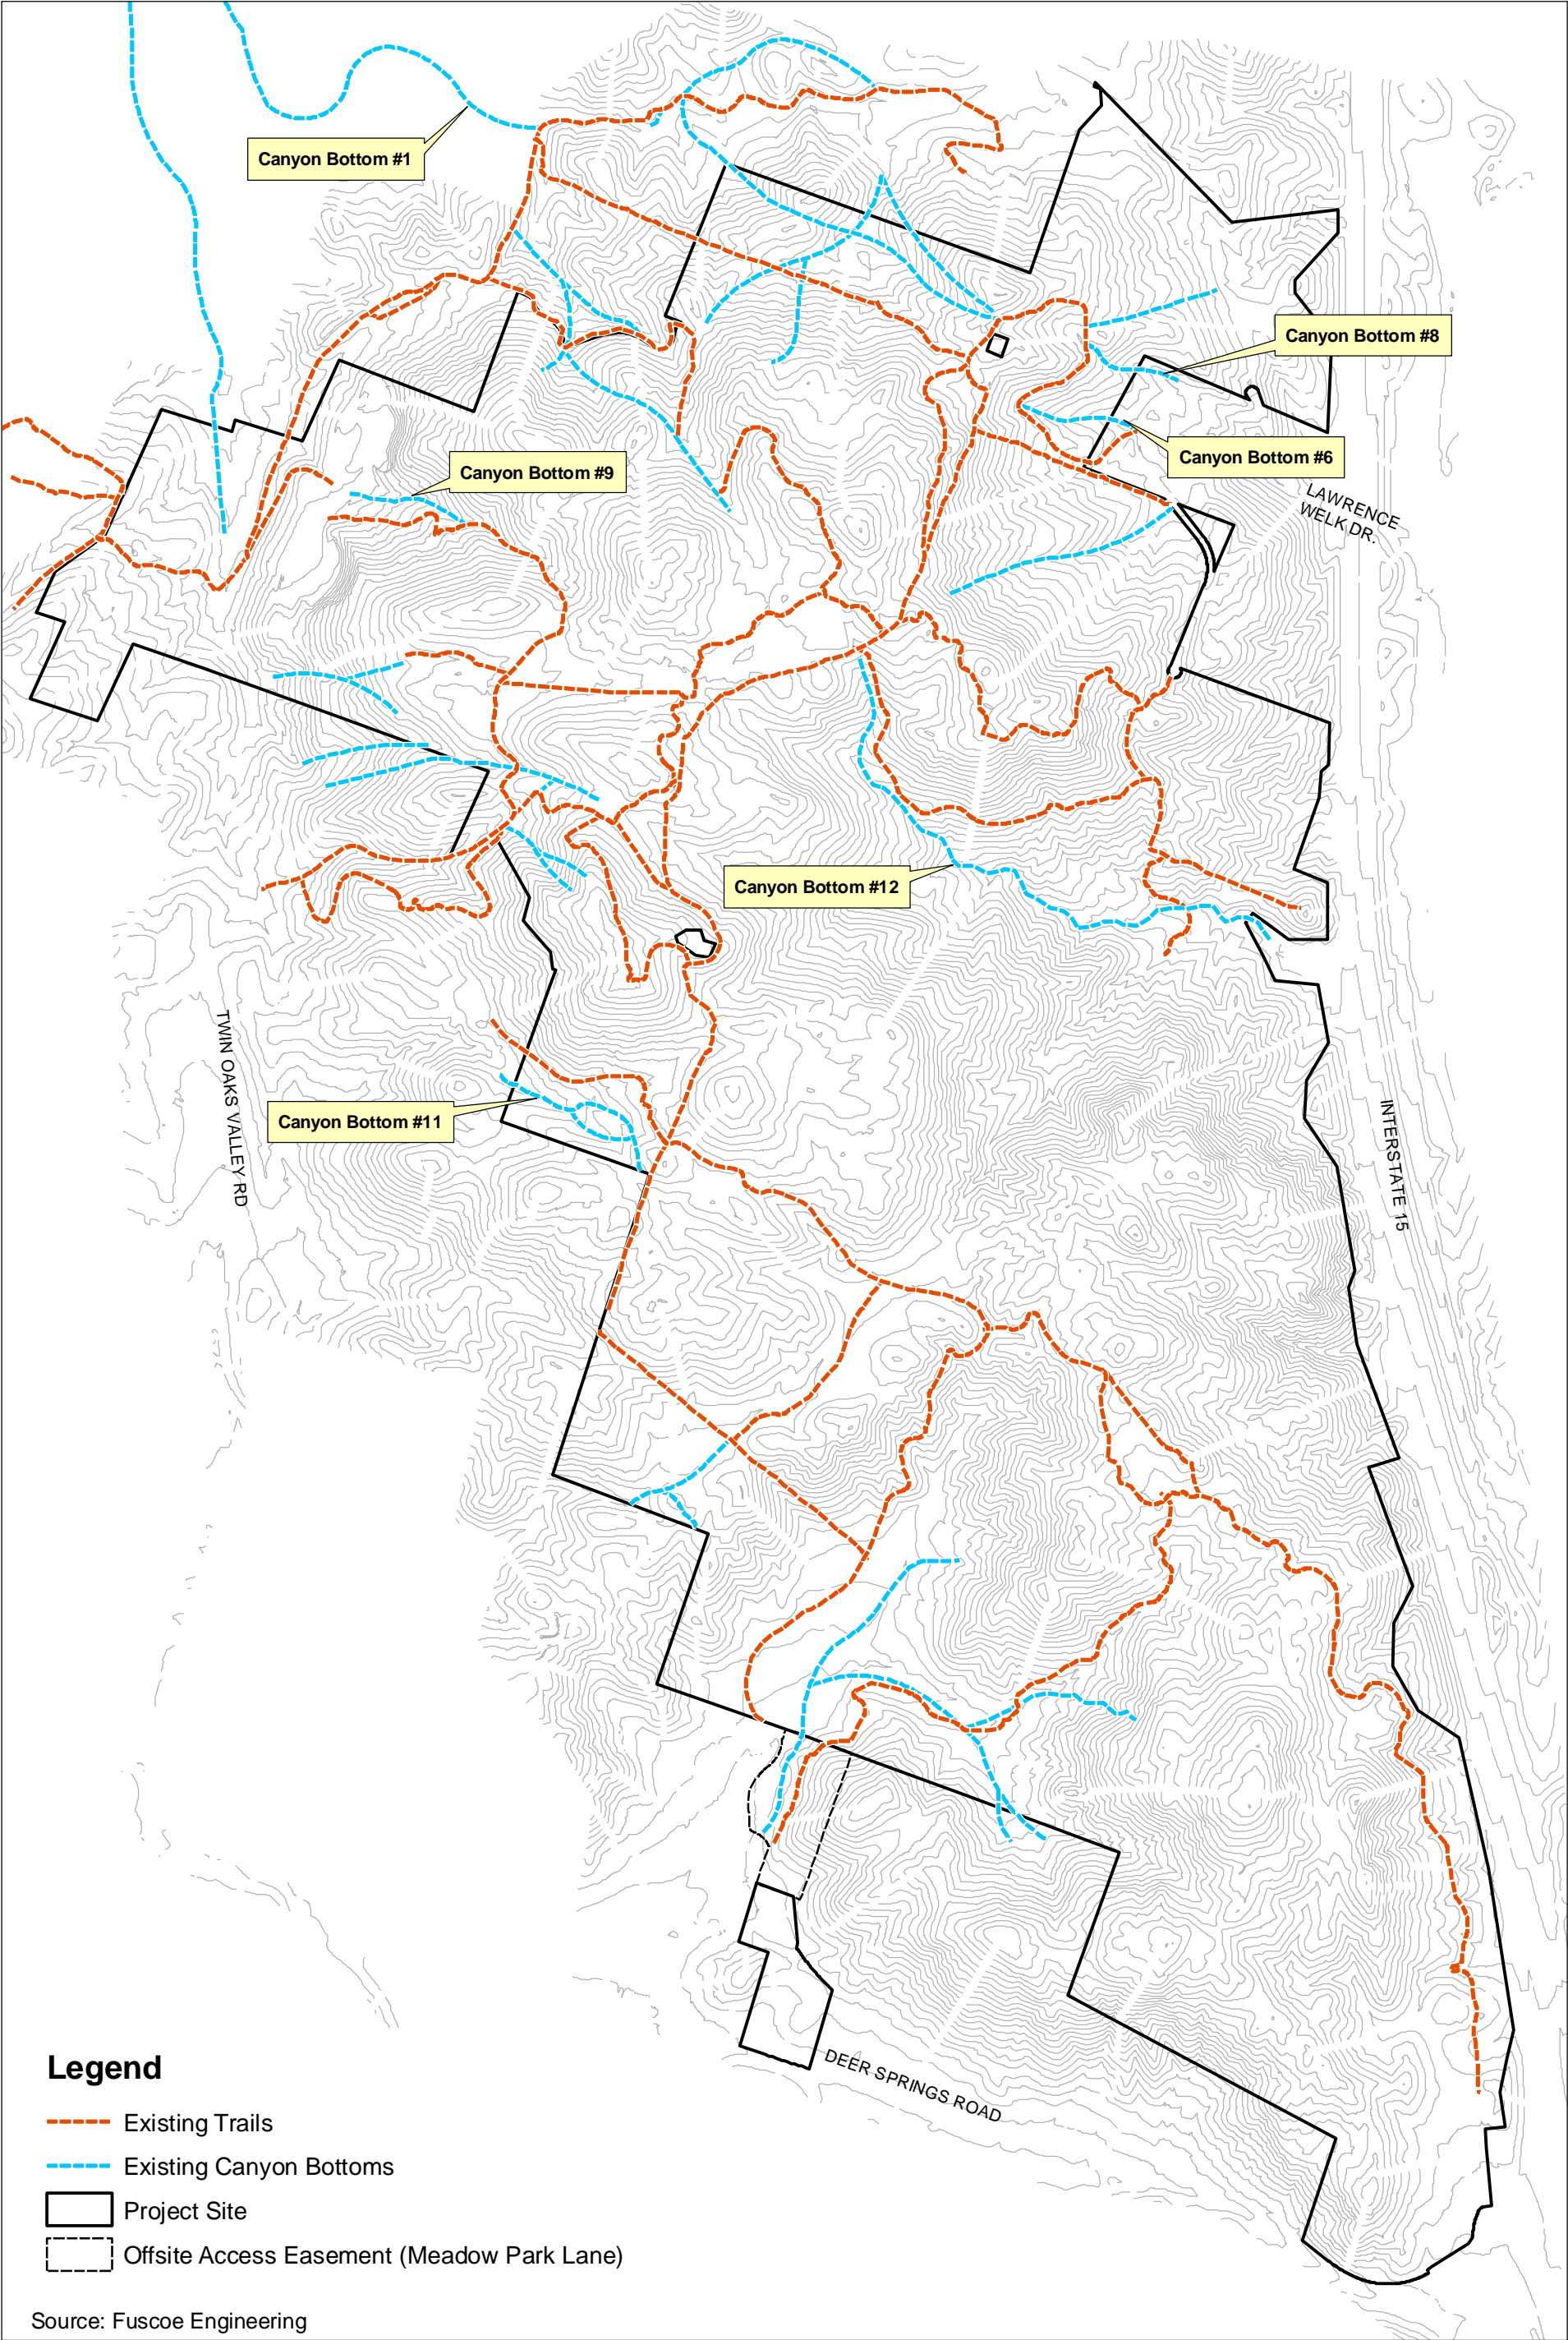 Canyon Bottom #1
Canyon Bottom #8
Canyon Bottom #6
Canyon Bottom #9
LAWRENCE
WELK DR.
Canyon Bottom #12
TWIN OAKS VALLEY RD
Canyon Bottom #11
INTERSTATE 15
DEER SPRINGS ROAD
Legend
Existing Trails
Existing Canyon Bottoms
Project Site
Offsite Access Easement (Meadow Park Lane)
Source: Fuscoe Engineering